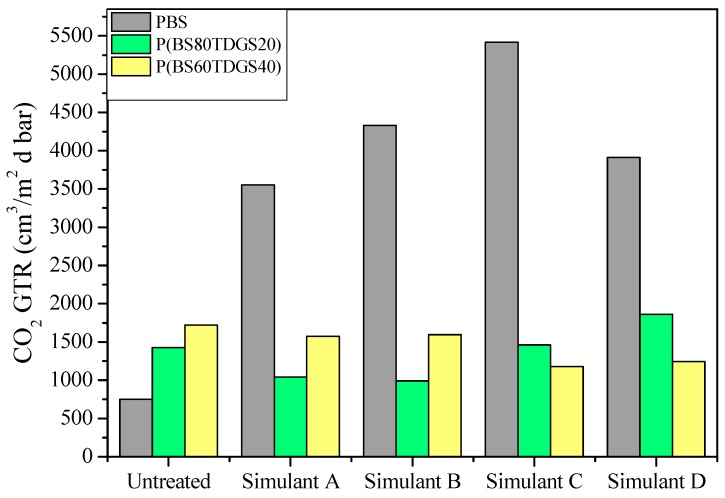 PBS
P(BS80TDGS20)
P(BS60TDGS40)
CO₂ GTR (cm³/m² d bar)
5500
5000
4500
4000
3500
3000
2500
2000
1500
1000
500
0
Untreated Simulant A Simulant B Simulant C Simulant D